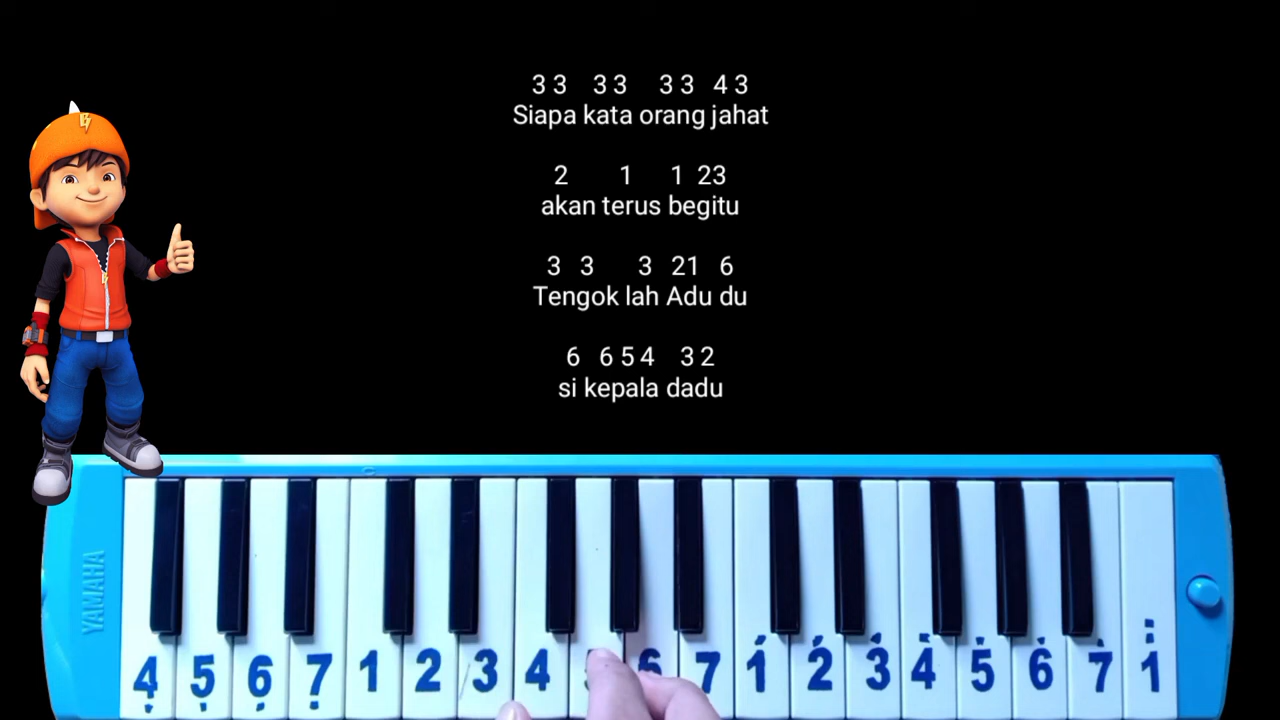 3 3 3 3 3 3 4 3
Siapa kata orang jahat
2 1 1 23
akan terus begitu
3 3 3 21 6
Tengok lah Adu du
6 6 5 4 3 2
si kepala dadu
YAMAHA
4̣ 5̣ 6̣ 7̣ 1 2 3 4 6 7 1̇ 2̇ 3̇ 4̇ 5̇ 6̇ 7̇ 1̈